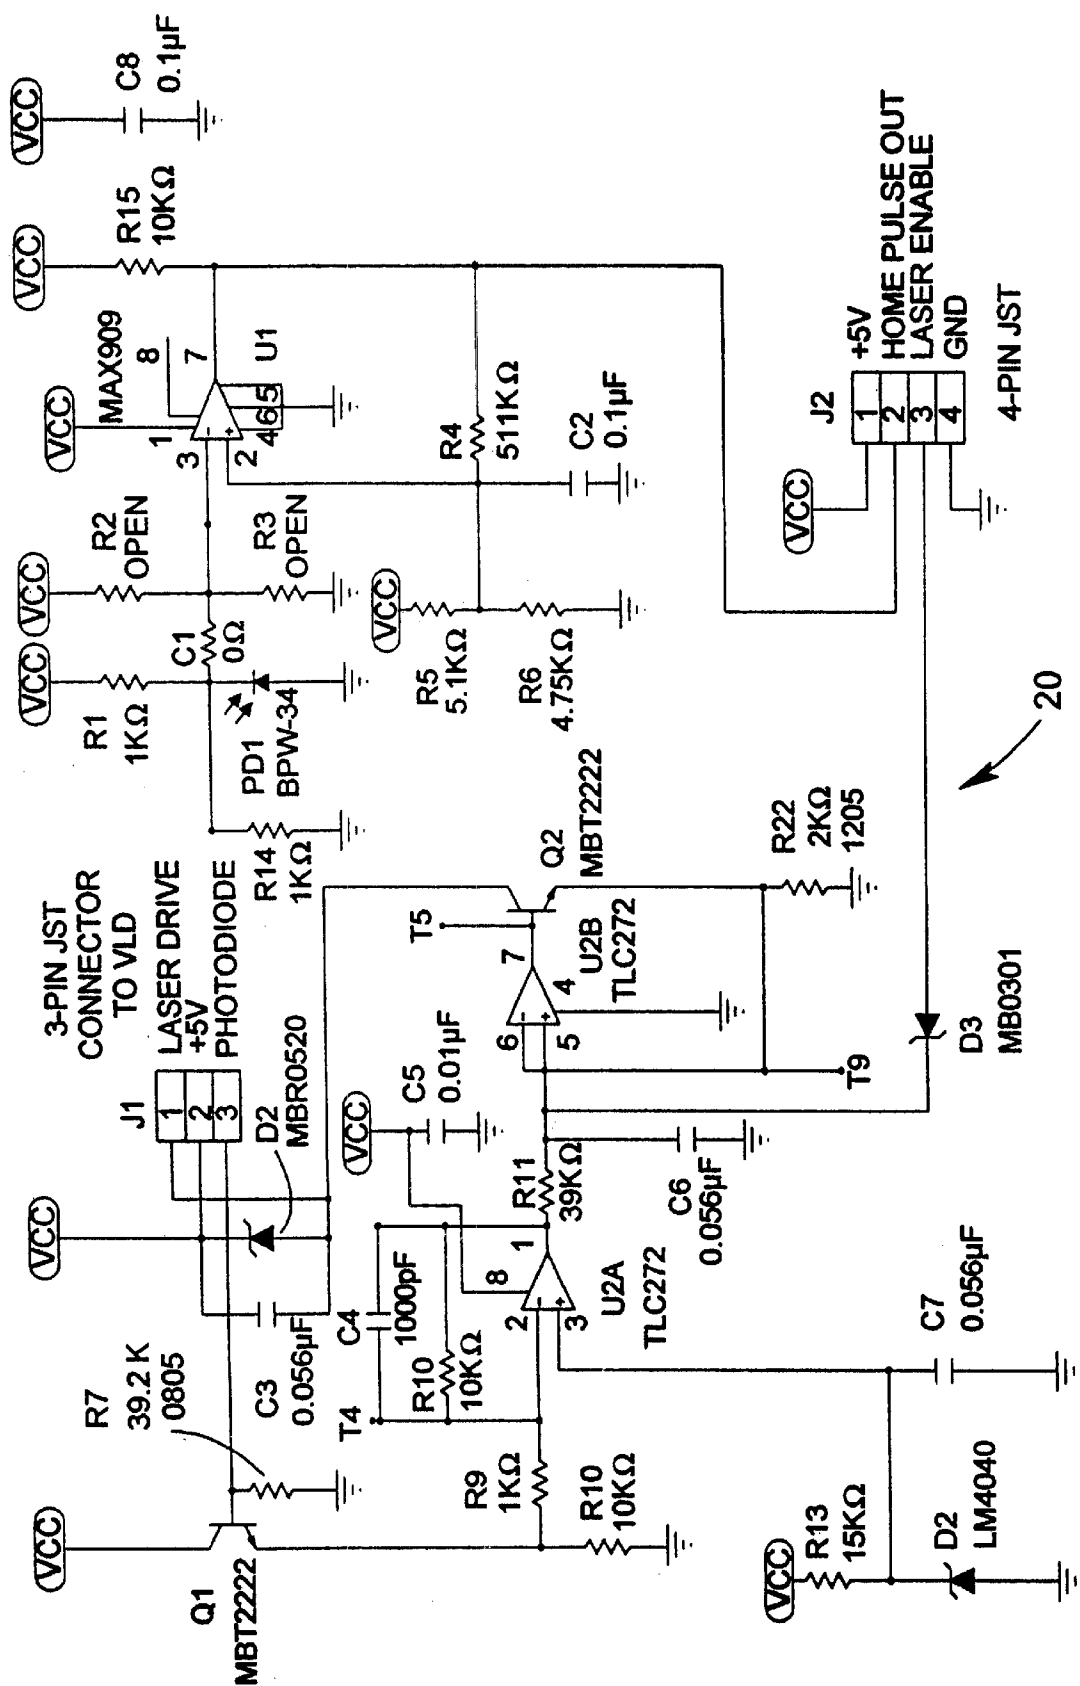 VCC
Q1
MBT2222
R7
39.2 K
0805
VCC
C3
0.056µF
J1
1
2
3
3-PIN JST
CONNECTOR
TO VLD
LASER DRIVE
+5V
PHOTODIODE
D2
MBR0520
T4
C4
1000pF
R10
10KΩ
R9
1KΩ
R10
10KΩ
2
3
8
1
U2A
TLC272
VCC
C5
0.01µF
R11
39KΩ
C6
0.056µF
VCC
R13
15KΩ
D2
LM4040
C7
0.056µF
6
5
7
4
T5
U2B
TLC272
Q2
MBT2222
T9
R22
2KΩ
1205
D3
MB0301
R14
1KΩ
VCC
R1
1KΩ
PD1
BPW-34
C1
0Ω
VCC
R2
OPEN
R3
OPEN
VCC
MAX909
1
8
3
2
7
4
6
5
U1
VCC
R15
10KΩ
VCC
C8
0.1µF
VCC
R5
5.1KΩ
R6
4.75KΩ
R4
511KΩ
C2
0.1µF
VCC
J2
1
2
3
4
+5V
HOME PULSE OUT
LASER ENABLE
GND
4-PIN JST
20